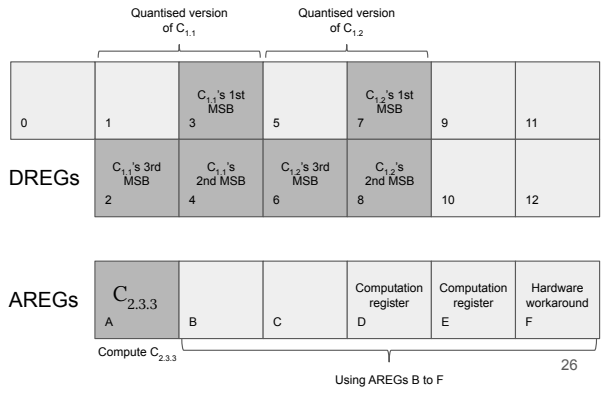 Quantised version
of C1.1
Quantised version
of C1.2
C1.1's 1st
MSB
C1.2's 1st
MSB
0
1
3
5
7
9
11
DREGs
C1.1's 3rd
MSB
C1.1's
2nd MSB
C1.2's 3rd
MSB
C1.2's
2nd MSB
2
4
6
8
10
12
AREGs
C2.3.3
Computation
register
Computation
register
Hardware
workaround
A
B
C
D
E
F
Compute C2.3.3
Using AREGs B to F
26